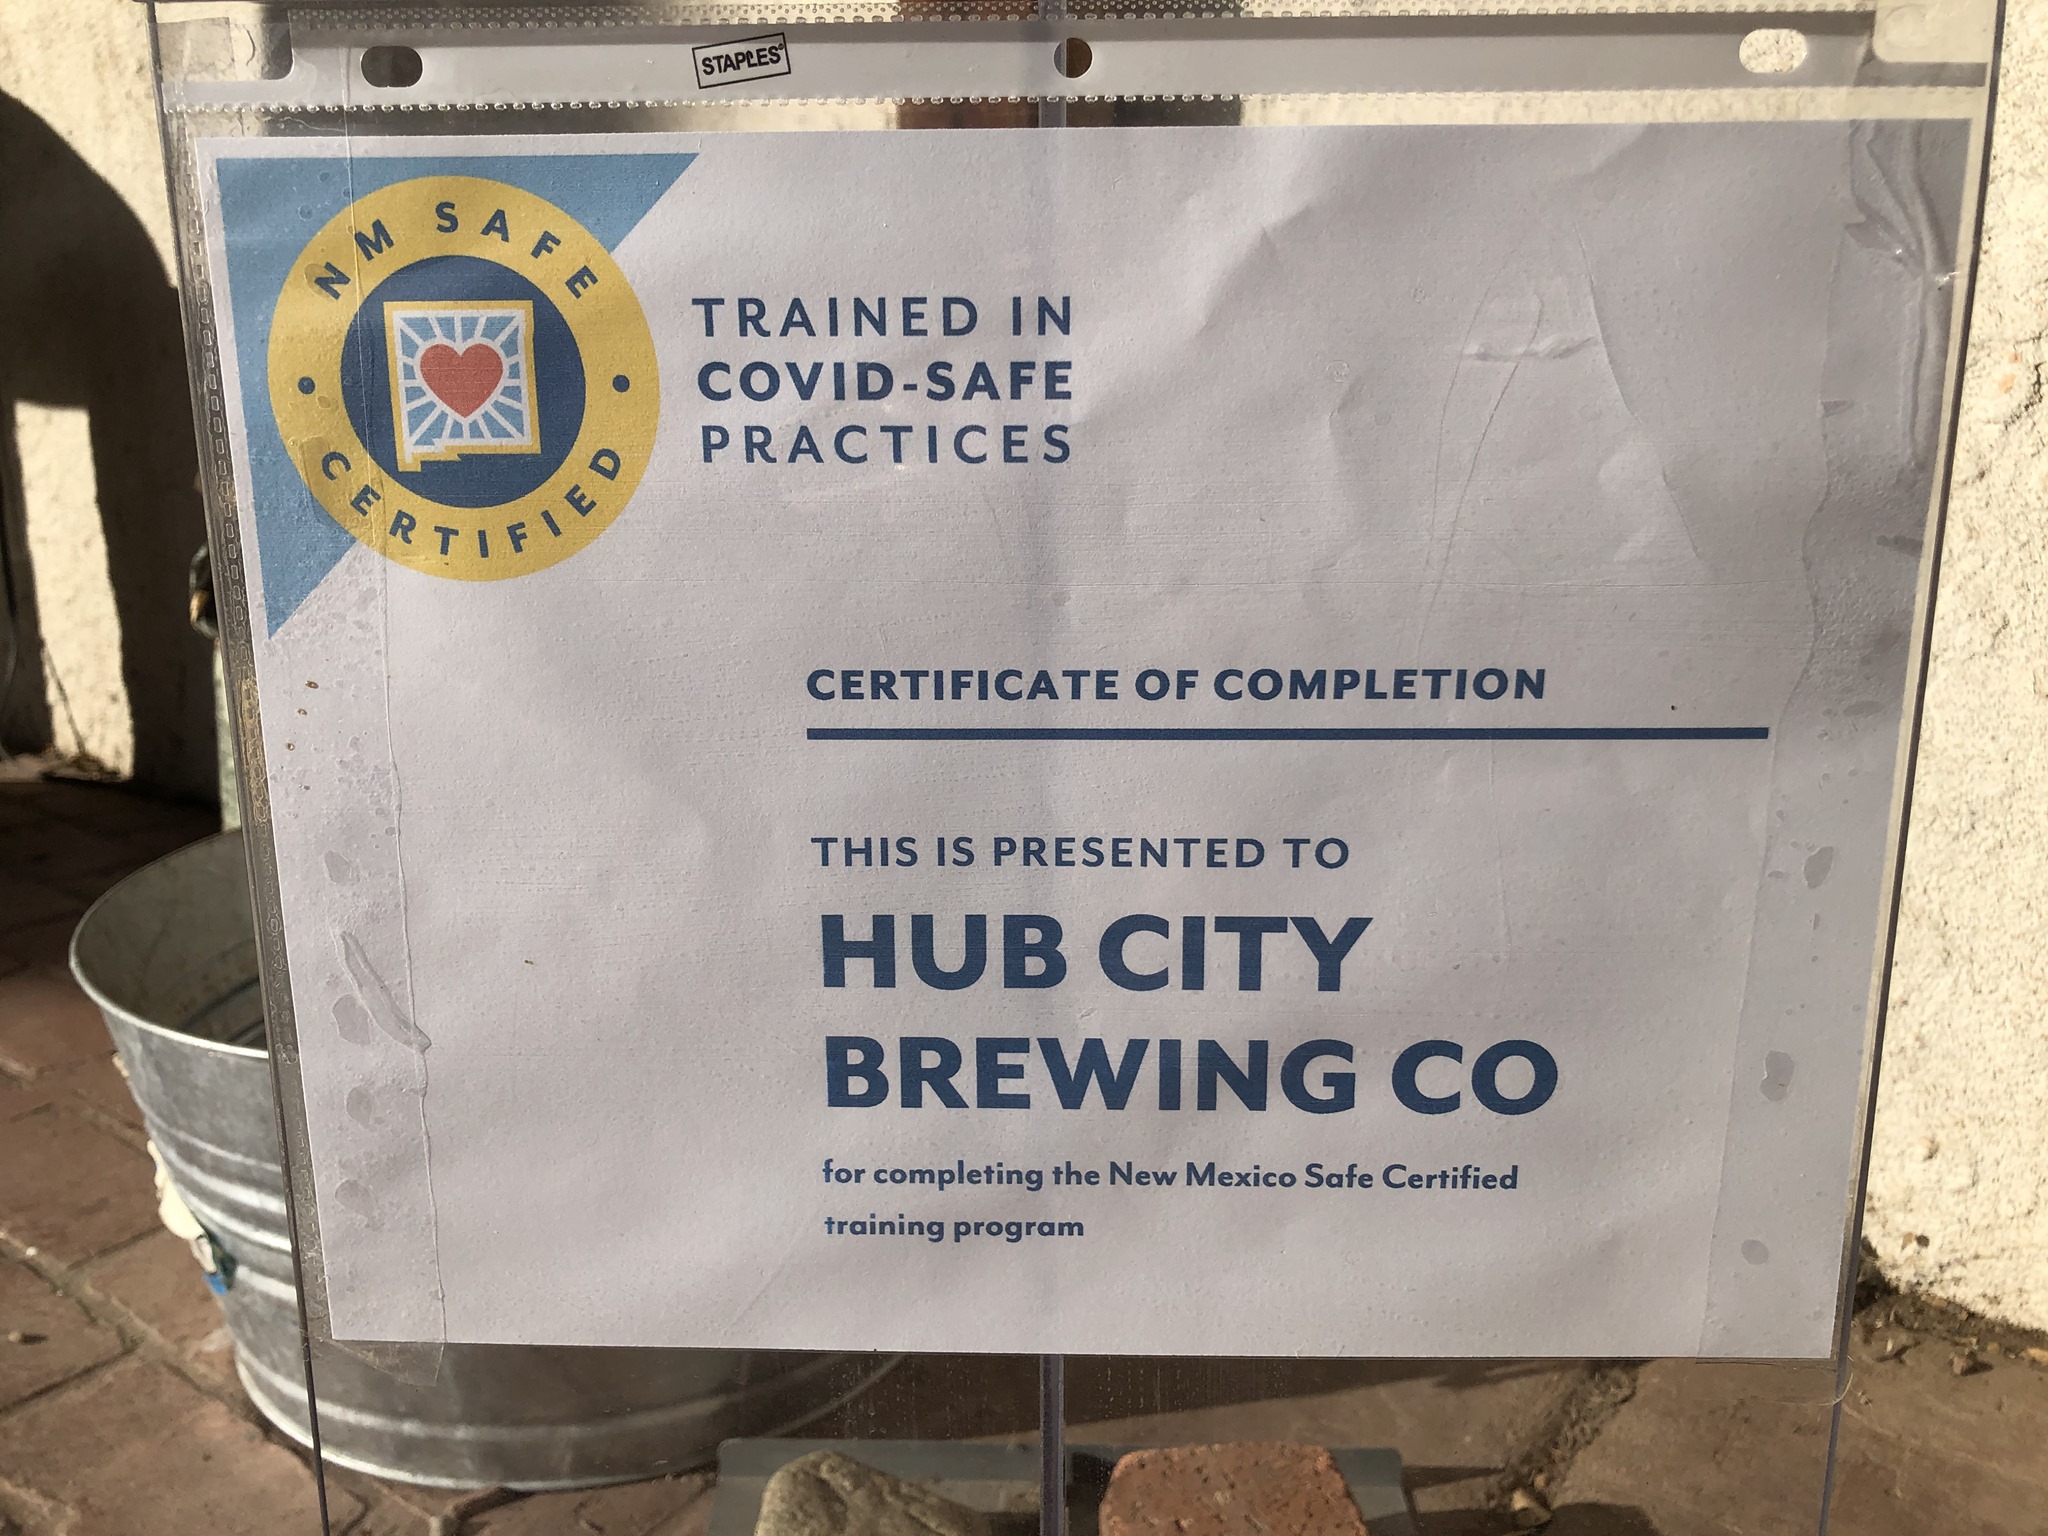 STAPLES
NM SAFE
CERTIFIED
TRAINED IN
COVID-SAFE
PRACTICES
CERTIFICATE OF COMPLETION
THIS IS PRESENTED TO
HUB CITY
BREWING CO
for completing the New Mexico Safe Certified
training program